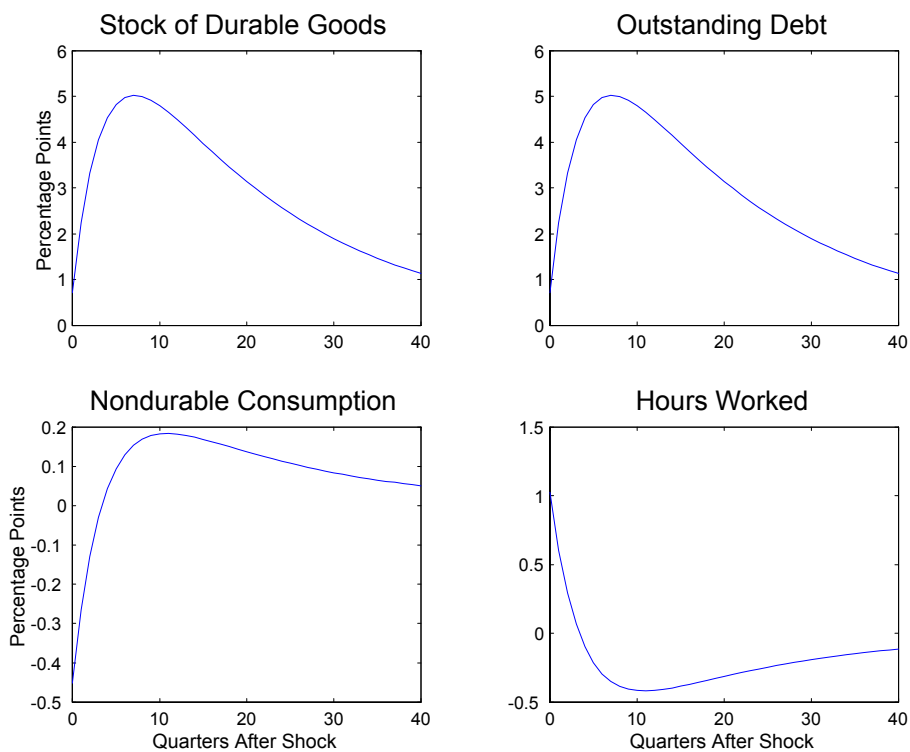 Stock of Durable Goods
Outstanding Debt
6
5
4
3
2
1
0
Percentage Points
0 10 20 30 40
6
5
4
3
2
1
0
0 10 20 30 40
Nondurable Consumption
Hours Worked
0.2
0.1
0
-0.1
-0.2
-0.3
-0.4
-0.5
Percentage Points
0 10 20 30 40
Quarters After Shock
1.5
1
0.5
0
-0.5
0 10 20 30 40
Quarters After Shock